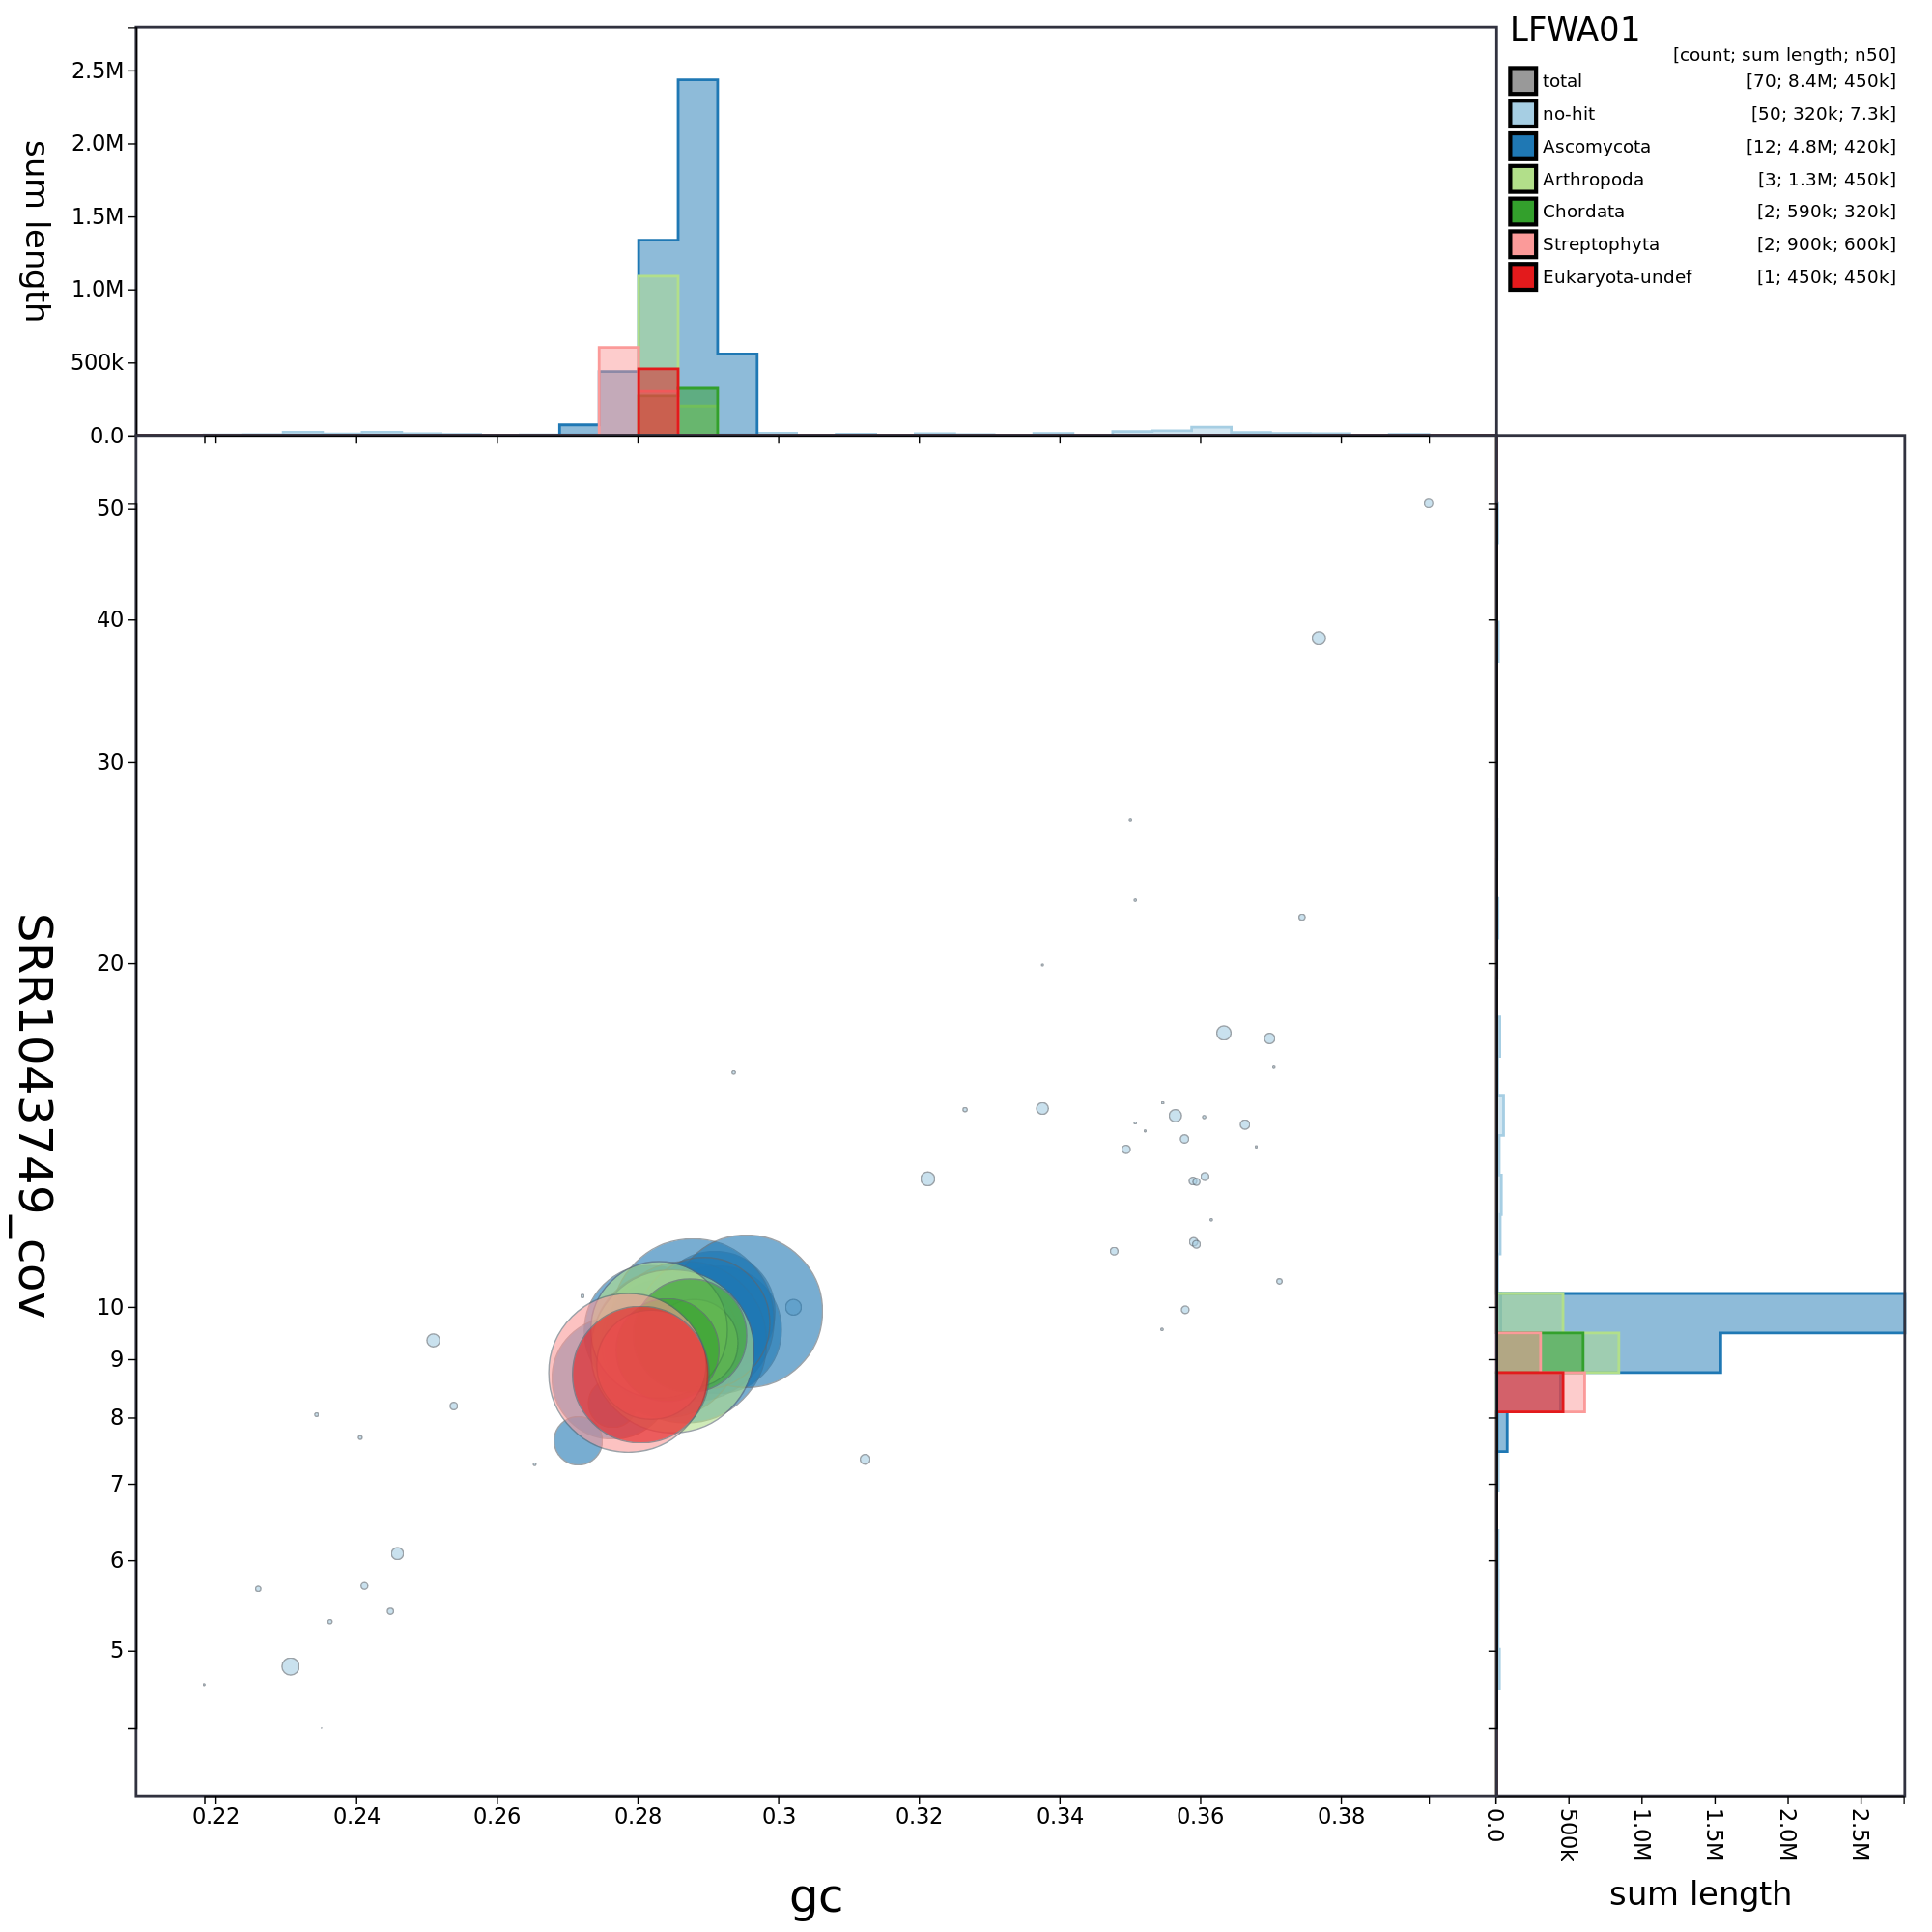 LFWA01
[count; sum length; n50]
total [70; 8.4M; 450k]
no-hit [50; 320k; 7.3k]
Ascomycota [12; 4.8M; 420k]
Arthropoda [3; 1.3M; 450k]
Chordata [2; 590k; 320k]
Streptophyta [2; 900k; 600k]
Eukaryota-undef [1; 450k; 450k]
sum length
2.5M
2.0M
1.5M
1.0M
500k
0.0
SRR1043749_cov
50
40
30
20
10
9
8
7
6
5
0.22 0.24 0.26 0.28 0.3 0.32 0.34 0.36 0.38
gc
0.0 500k 1.0M 1.5M 2.0M 2.5M
sum length